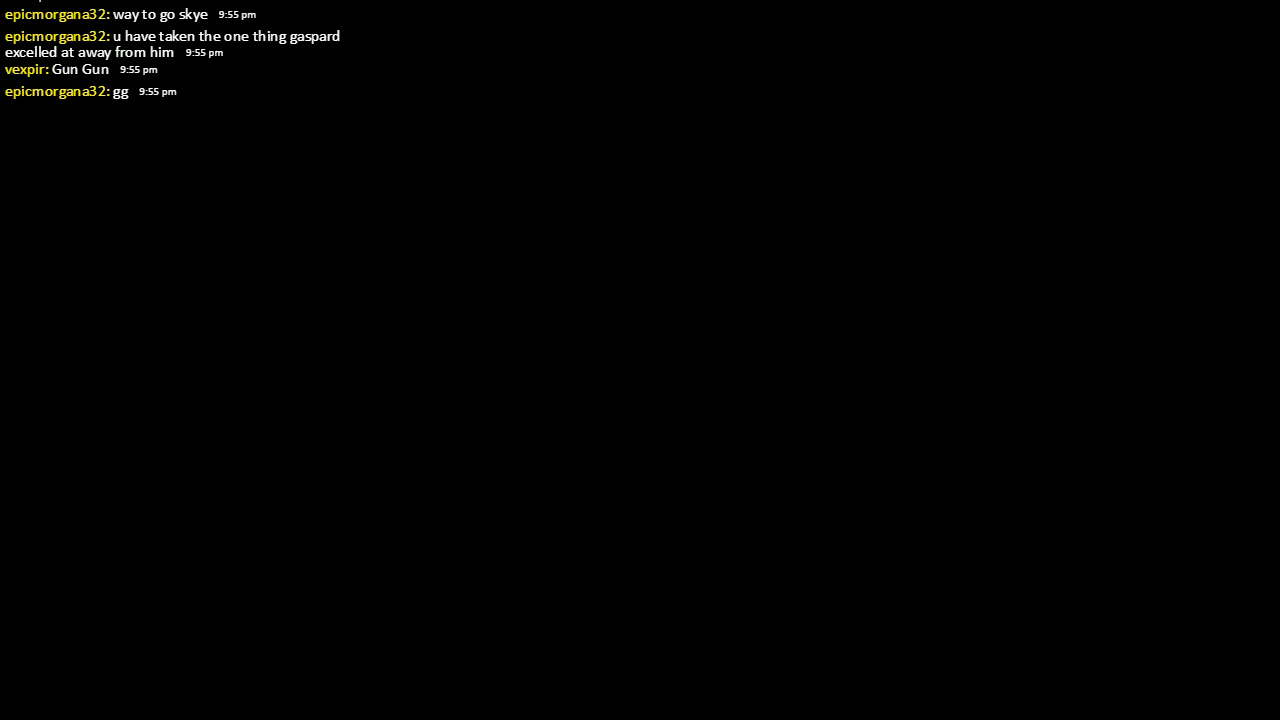 epicmorgana32: way to go skye 9:55 pm
epicmorgana32: u have taken the one thing gaspard
excelled at away from him 9:55 pm
vexpir: Gun Gun 9:55 pm
epicmorgana32: gg 9:55 pm